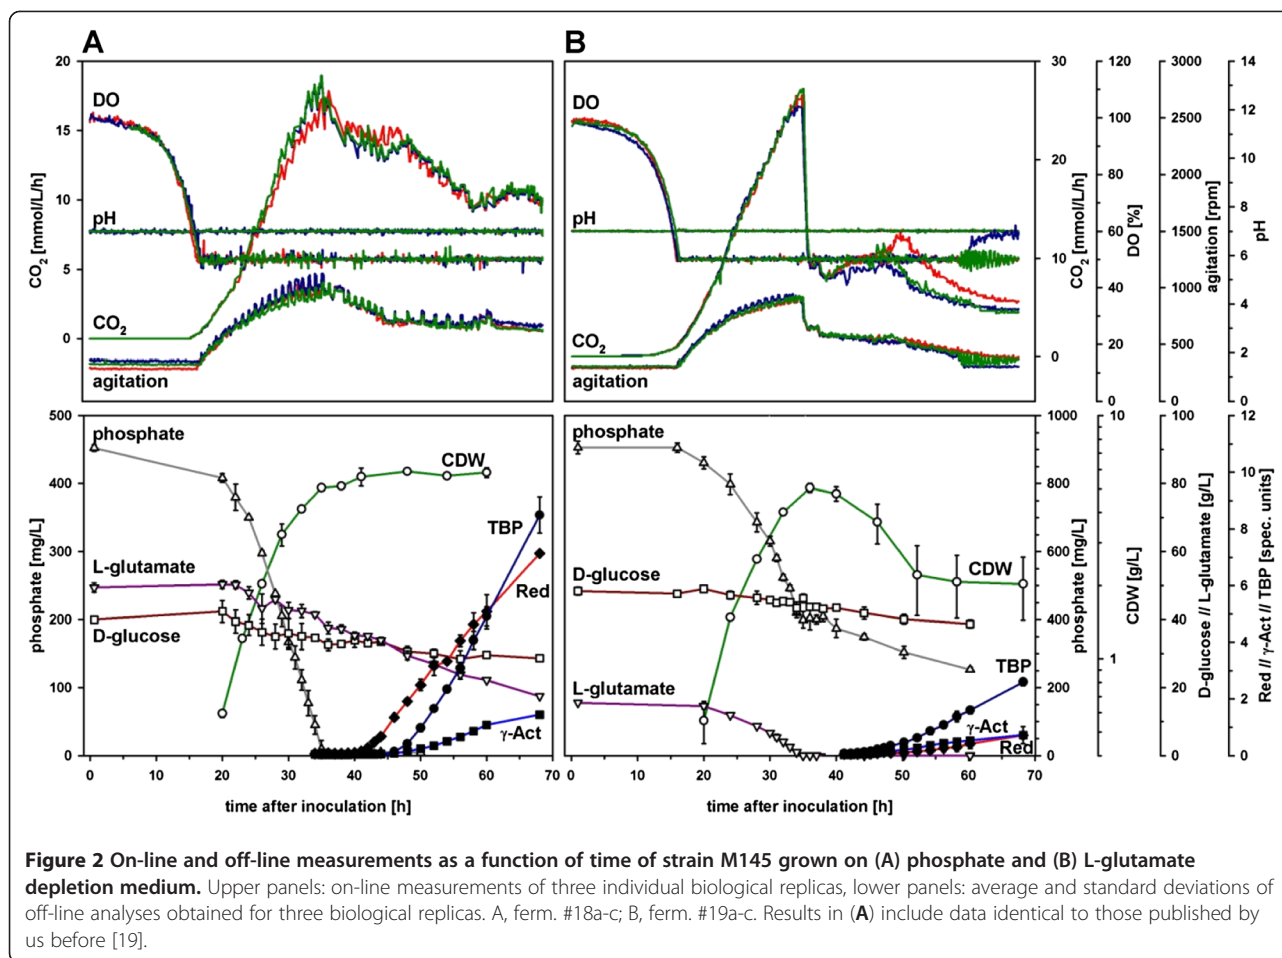 A
B
20
15
10
5
0
CO2 [mmol/L/h]
DO
pH
CO2
agitation
DO
pH
CO2
agitation
30
20
10
0
CO2 [mmol/L/h]
120
100
80
60
40
20
0
DO [%]
3000
2500
2000
1500
1000
500
0
agitation [rpm]
14
12
10
8
6
4
2
0
pH
500
400
300
200
100
0
phosphate [mg/L]
phosphate
CDW
TBP
L-glutamate
Red
D-glucose
γ-Act
0 10 20 30 40 50 60 70
time after inoculation [h]
phosphate
D-glucose
CDW
L-glutamate
TBP
γ-Act
Red
0 10 20 30 40 50 60 70
time after inoculation [h]
1000
800
600
400
200
0
phosphate [mg/L]
10
1
CDW [g/L]
100
80
60
40
20
0
D-glucose // L-glutamate [g/L]
12
10
8
6
4
2
0
Red // γ-Act // TBP [spec. units]
Figure 2 On-line and off-line measurements as a function of time of strain M145 grown on (A) phosphate and (B) L-glutamate
depletion medium. Upper panels: on-line measurements of three individual biological replicas, lower panels: average and standard deviations of
off-line analyses obtained for three biological replicas. A, ferm. #18a-c; B, ferm. #19a-c. Results in (A) include data identical to those published by
us before [19].